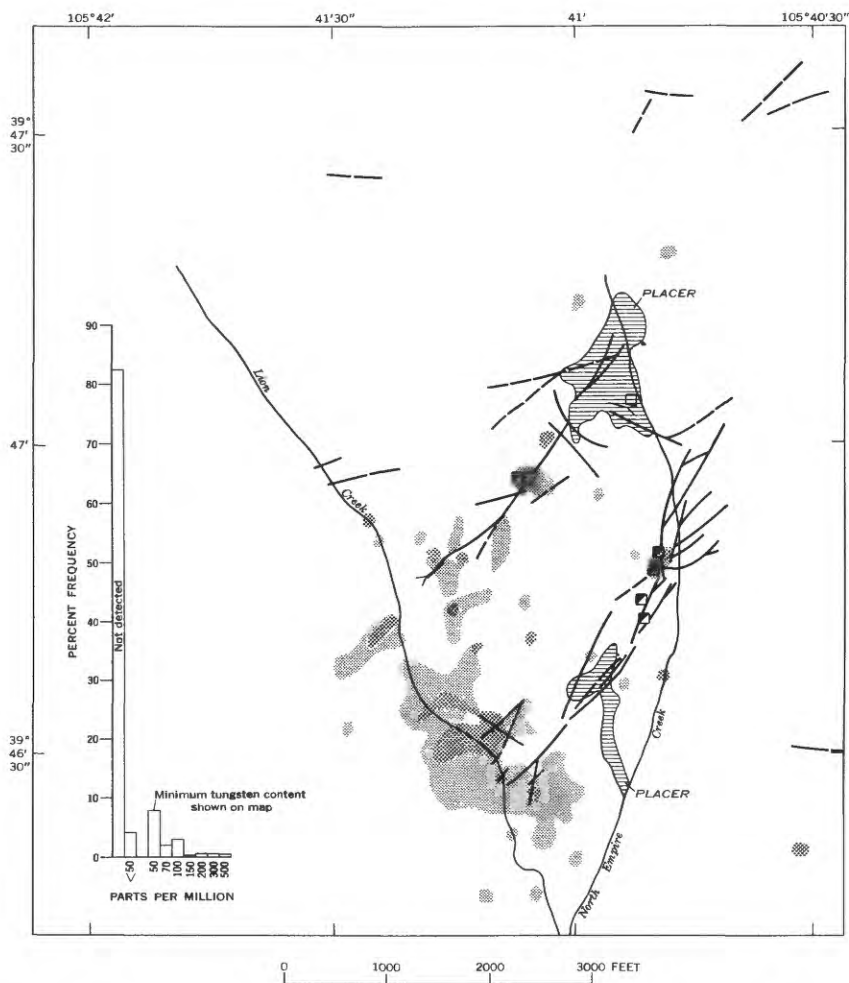 105°42'
41'30"
41'
105°40'30"
39°
47'
30"
PLACER
90
80
70
60
50
40
30
20
10
0
PERCENT FREQUENCY
Not detected
Lion
Creek
47'
39°
46'
30"
Minimum tungsten content
shown on map
<50
50
70
100
150
200
300
500
PARTS PER MILLION
PLACER
North
Empire
Creek
0
1000
2000
3000 FEET